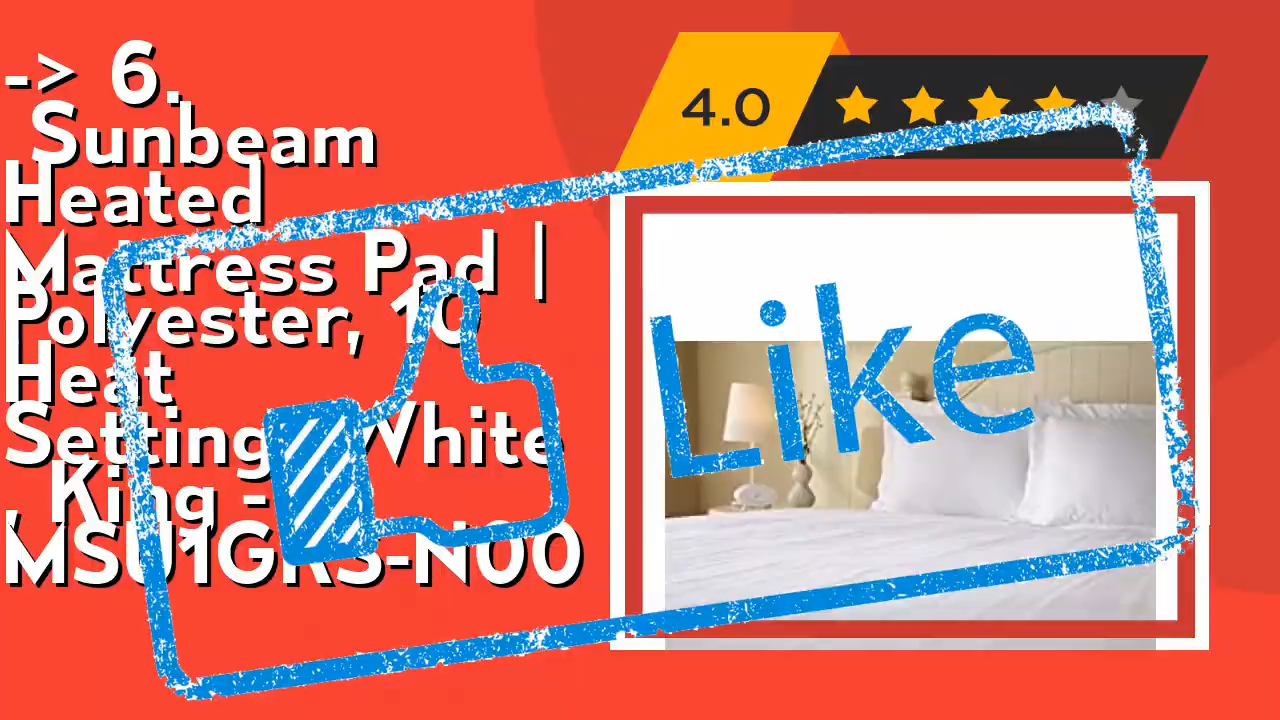 -> 6.
Sunbeam
Heated
Mattress Pad |
Polyester, 10
Heat
Setting, White
, King -
MSU1GKS-N00
4.0
Like